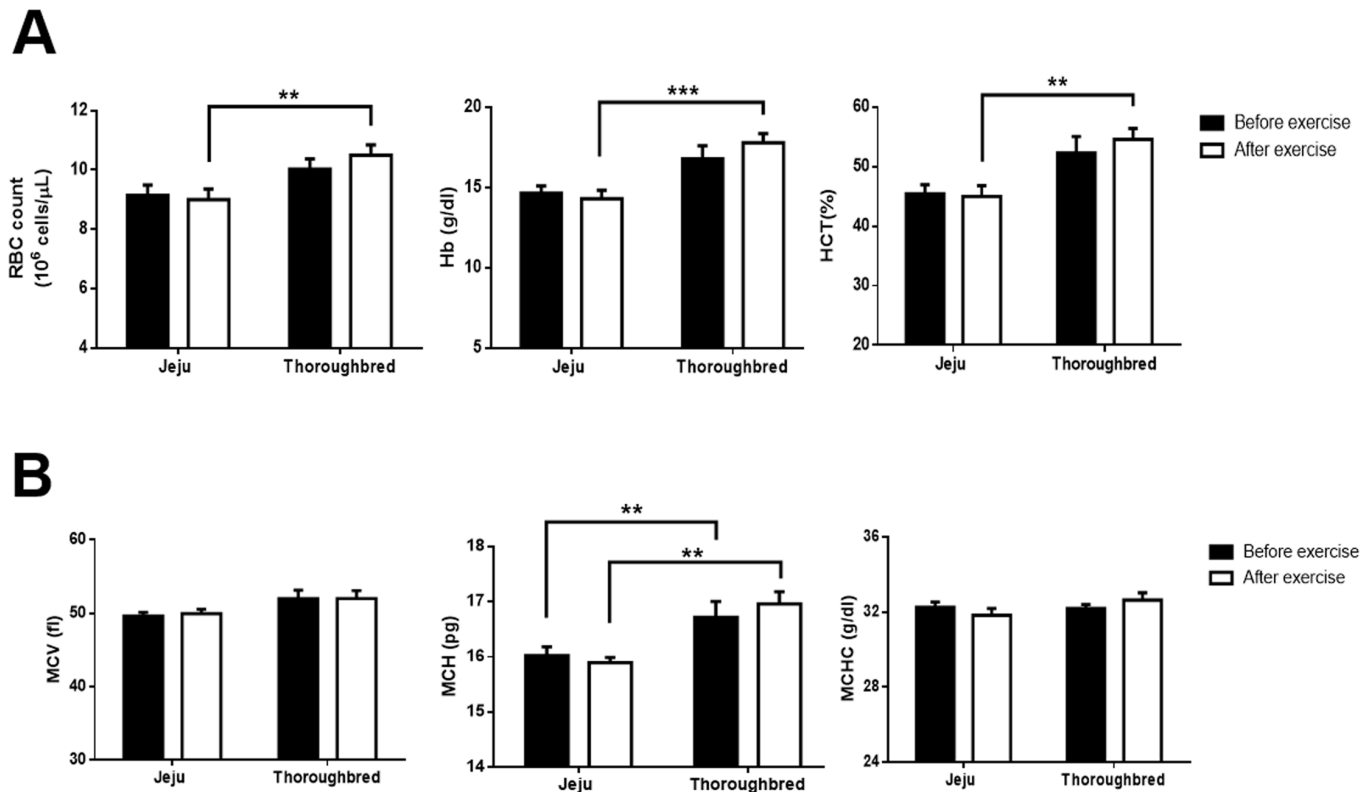 A
RBC count
(10⁶ cells/µL)
12
10
8
6
4
**
Jeju
Thoroughbred
Hb (g/dl)
20
15
10
5
***
Jeju
Thoroughbred
HCT(%)
60
50
40
30
20
**
Jeju
Thoroughbred
Before exercise
After exercise
B
MCV (fl)
60
50
40
30
Jeju
Thoroughbred
MCH (pg)
18
17
16
15
14
**
**
Jeju
Thoroughbred
MCHC (g/dl)
36
32
28
24
Jeju
Thoroughbred
Before exercise
After exercise